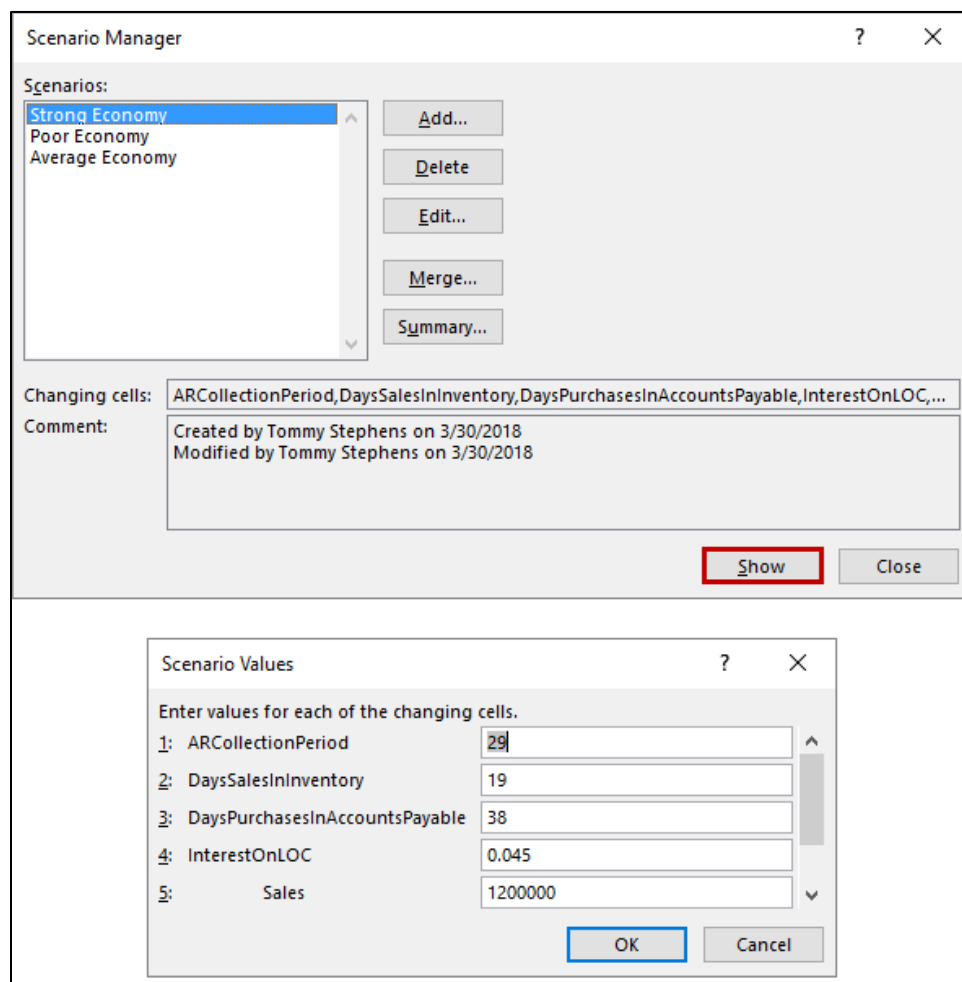 Scenario Manager ? ×
Scenarios:
Strong Economy
Poor Economy
Average Economy
Add...
Delete
Edit...
Merge...
Summary...
Changing cells: ARCollectionPeriod,DaysSalesInInventory,DaysPurchasesInAccountsPayable,InterestOnLOC,...
Comment: Created by Tommy Stephens on 3/30/2018
Modified by Tommy Stephens on 3/30/2018
Show Close
Scenario Values ? ×
Enter values for each of the changing cells.
1: ARCollectionPeriod 29
2: DaysSalesInInventory 19
3: DaysPurchasesInAccountsPayable 38
4: InterestOnLOC 0.045
5: Sales 1200000
OK Cancel